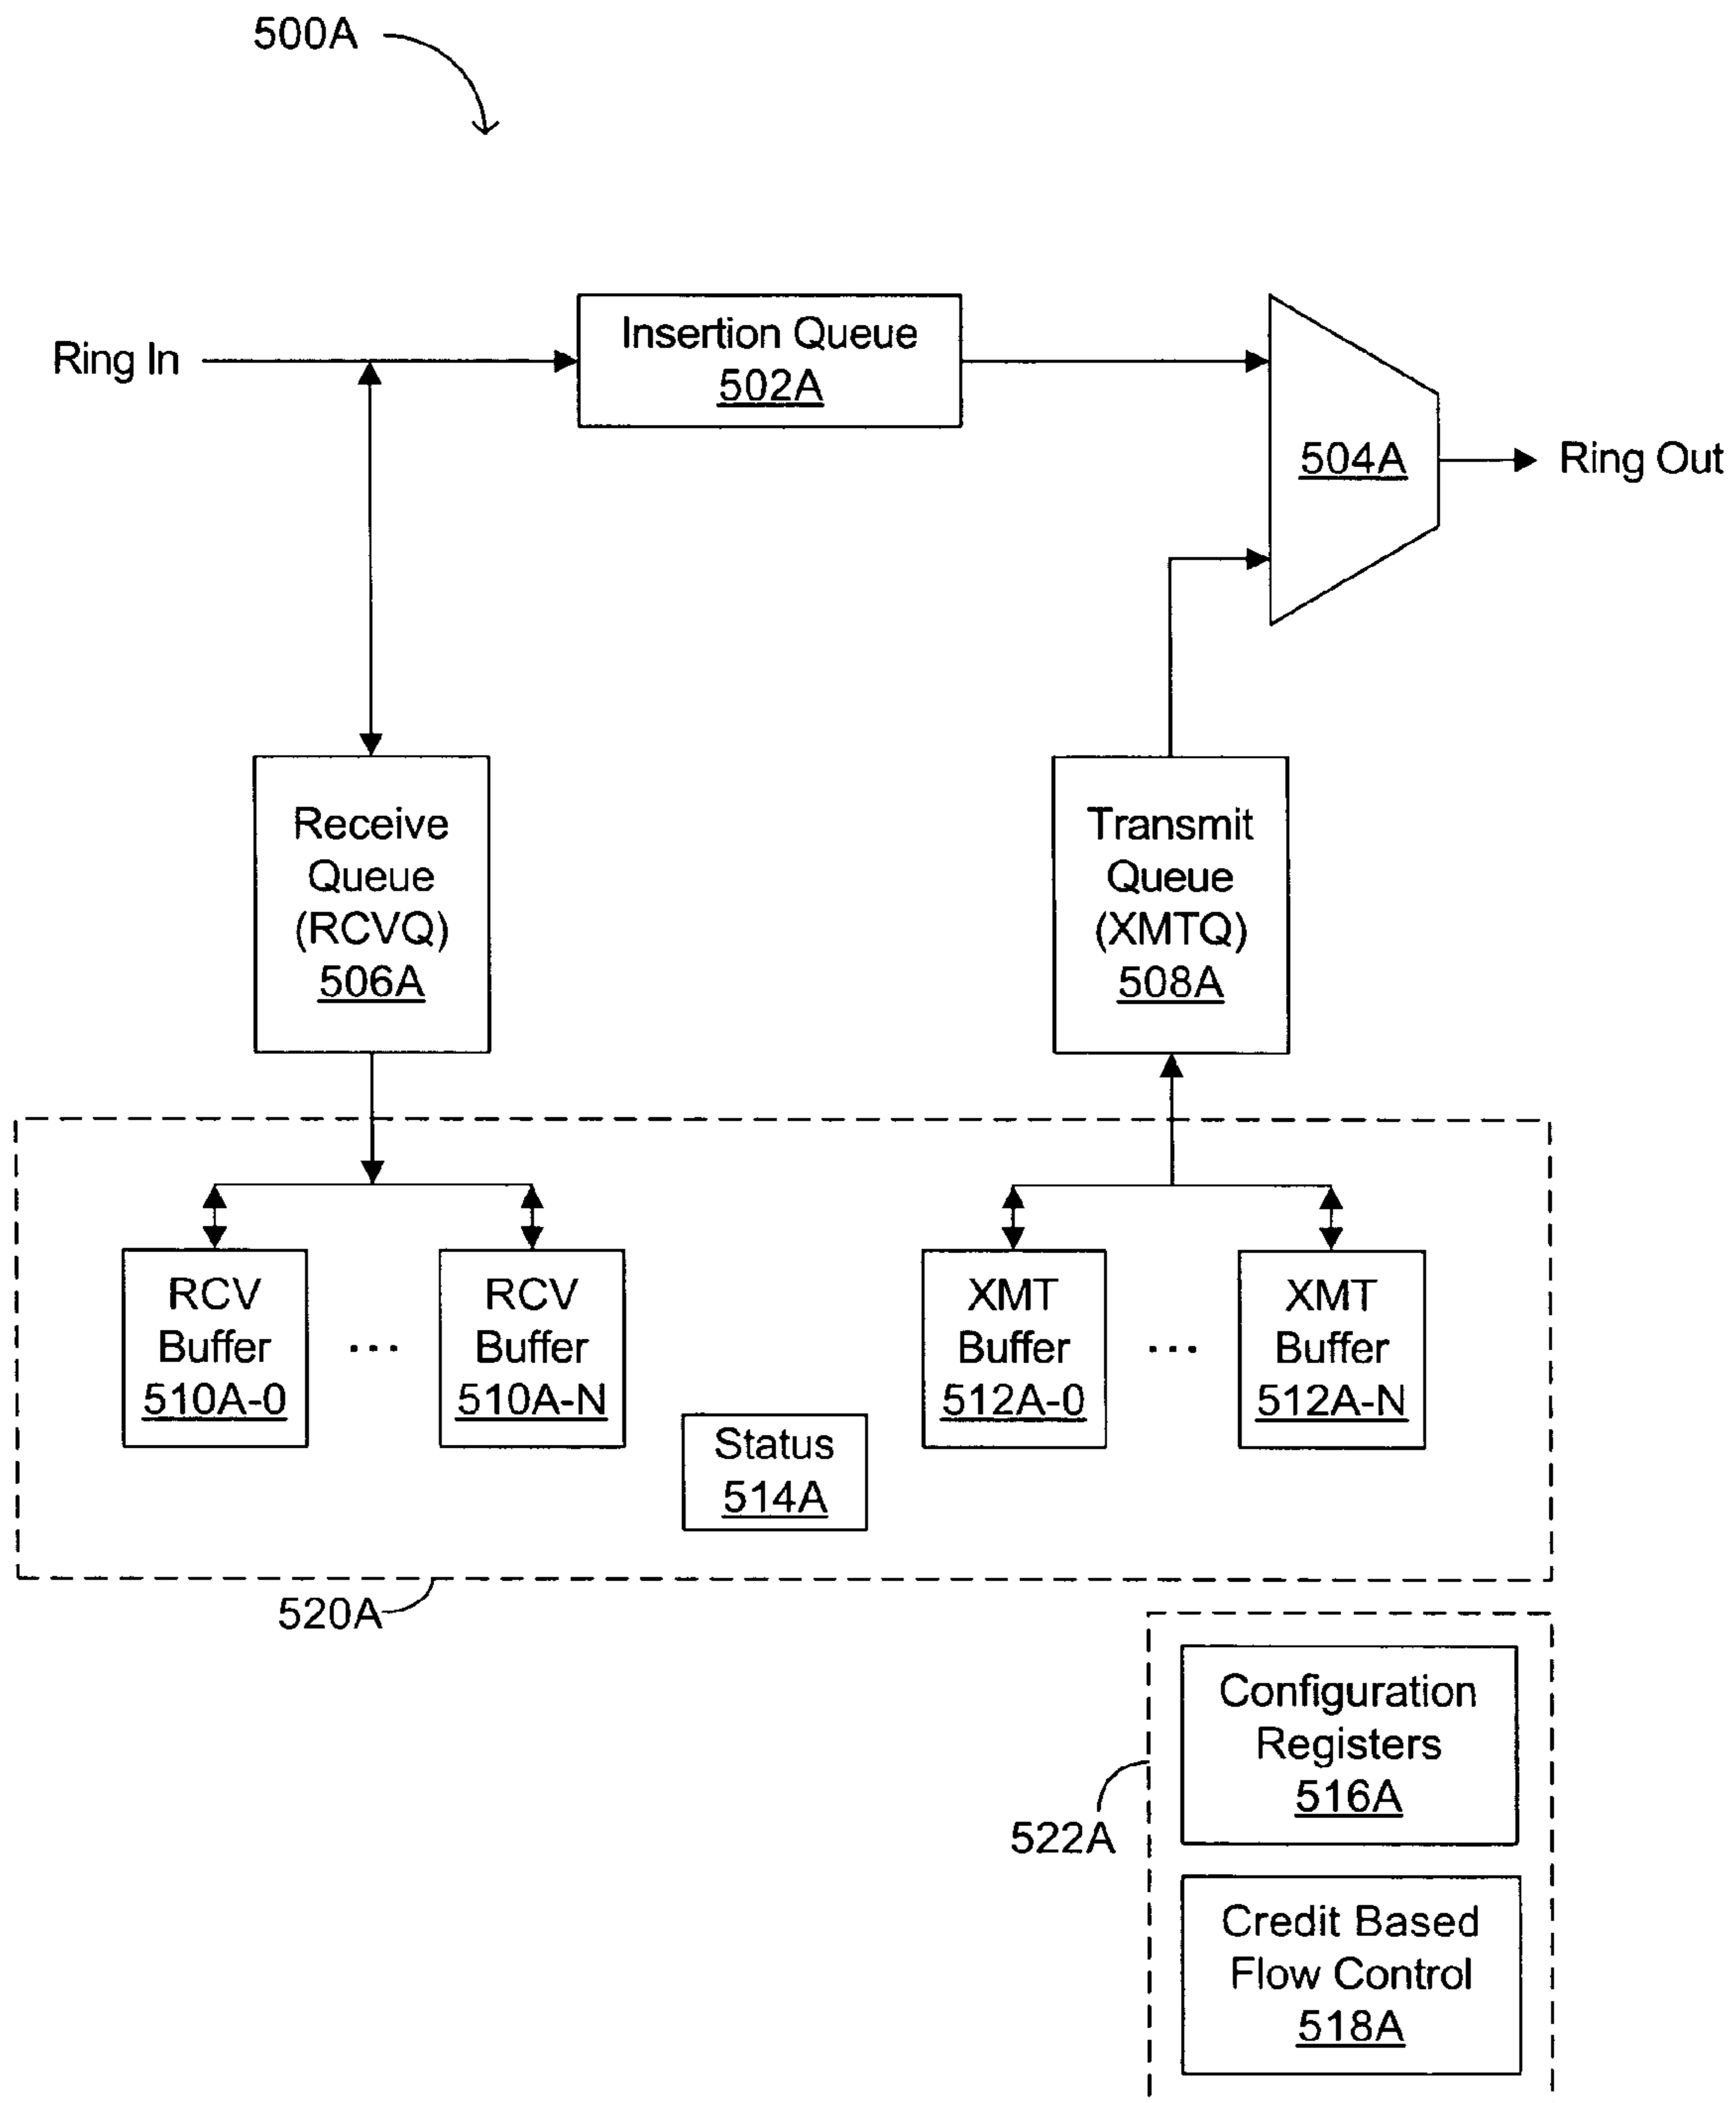 500A
Ring In
Insertion Queue
502A
504A
Ring Out
Receive
Queue
(RCVQ)
506A
Transmit
Queue
(XMTQ)
508A
RCV
Buffer
510A-0
...
RCV
Buffer
510A-N
Status
514A
XMT
Buffer
512A-0
...
XMT
Buffer
512A-N
520A
522A
Configuration
Registers
516A
Credit Based
Flow Control
518A